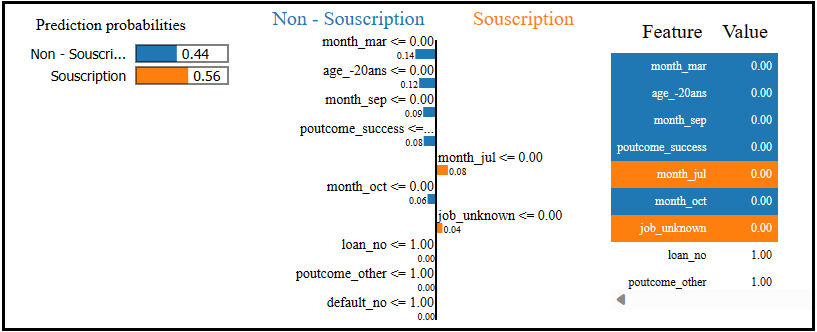 Prediction probabilities
Non - Souscri... 0.44
Souscription 0.56
Non - Souscription Souscription
month_mar <= 0.00
0.14
age_-20ans <= 0.00
0.12
month_sep <= 0.00
0.09
poutcome_success <=...
0.08
month_jul <= 0.00
0.08
month_oct <= 0.00
0.06
job_unknown <= 0.00
0.04
loan_no <= 1.00
0.00
poutcome_other <= 1.00
0.00
default_no <= 1.00
0.00
Feature Value
month_mar 0.00
age_-20ans 0.00
month_sep 0.00
poutcome_success 0.00
month_jul 0.00
month_oct 0.00
job_unknown 0.00
loan_no 1.00
poutcome_other 1.00